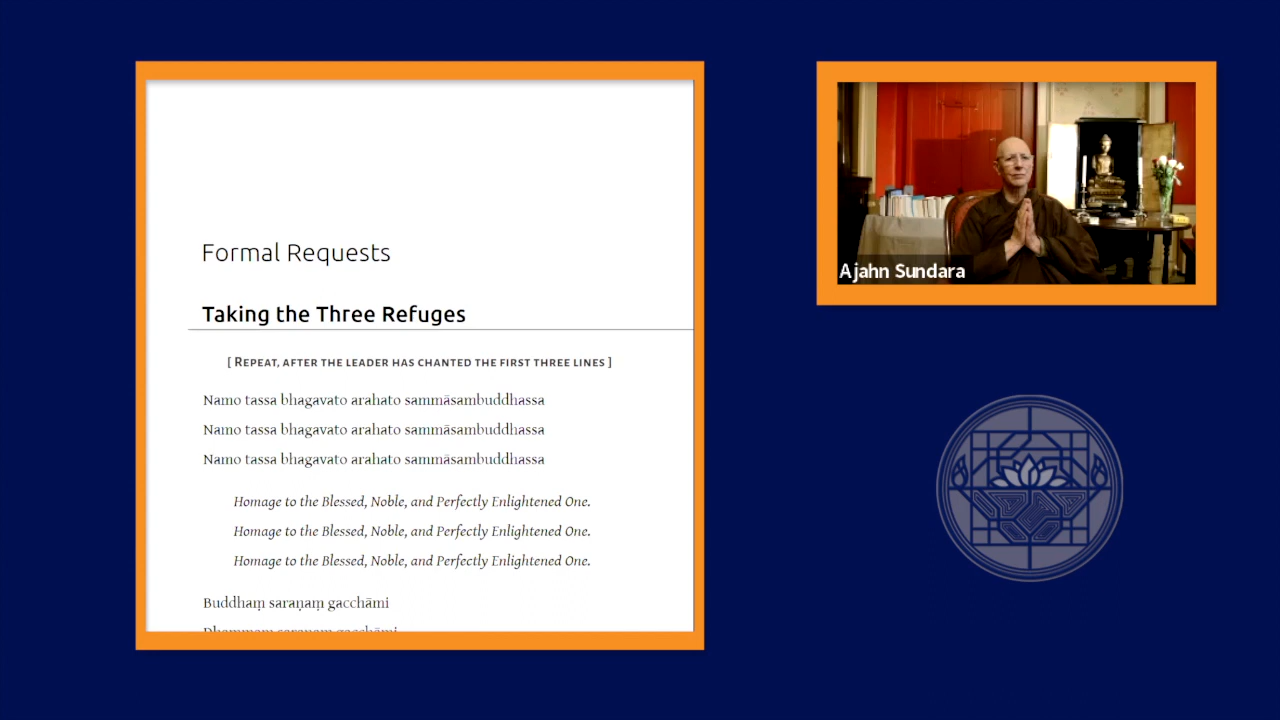 Formal Requests
Taking the Three Refuges
[ Repeat, after the leader has chanted the first three lines ]
Namo tassa bhagavato arahato sammāsambuddhassa
Namo tassa bhagavato arahato sammāsambuddhassa
Namo tassa bhagavato arahato sammāsambuddhassa
Homage to the Blessed, Noble, and Perfectly Enlightened One.
Homage to the Blessed, Noble, and Perfectly Enlightened One.
Homage to the Blessed, Noble, and Perfectly Enlightened One.
Buddhaṃ saraṇaṃ gacchāmi
Dhammaṃ saraṇaṃ gacchāmi
Ajahn Sundara